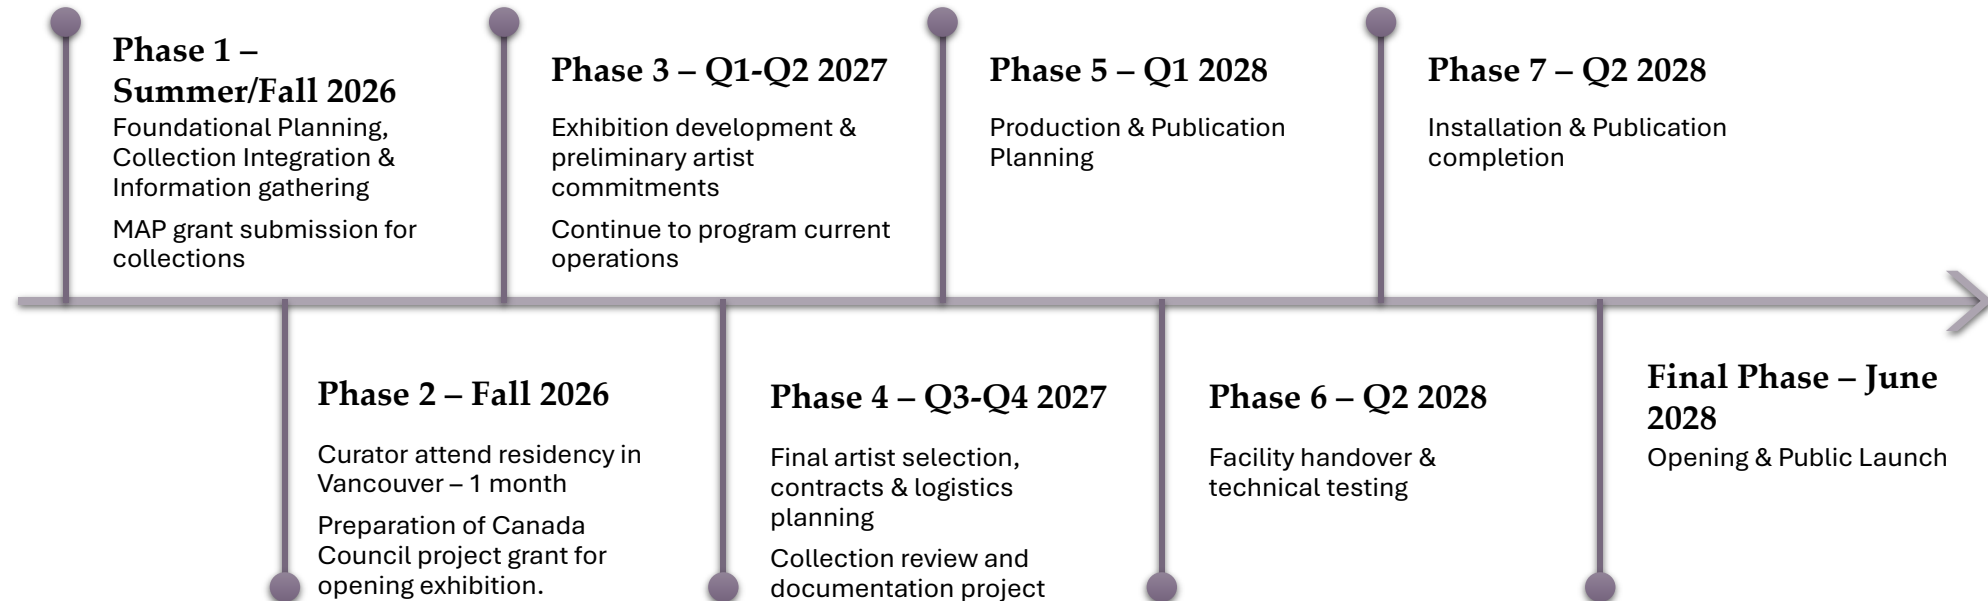 Phase 1 –
Summer/Fall 2026
Foundational Planning,
Collection Integration &
Information gathering
MAP grant submission for
collections
Phase 2 – Fall 2026
Curator attend residency in
Vancouver – 1 month
Preparation of Canada
Council project grant for
opening exhibition.
Phase 3 – Q1-Q2 2027
Exhibition development &
preliminary artist
commitments
Continue to program current
operations
Phase 4 – Q3-Q4 2027
Final artist selection,
contracts & logistics
planning
Collection review and
documentation project
Phase 5 – Q1 2028
Production & Publication
Planning
Phase 6 – Q2 2028
Facility handover &
technical testing
Phase 7 – Q2 2028
Installation & Publication
completion
Final Phase – June
2028
Opening & Public Launch